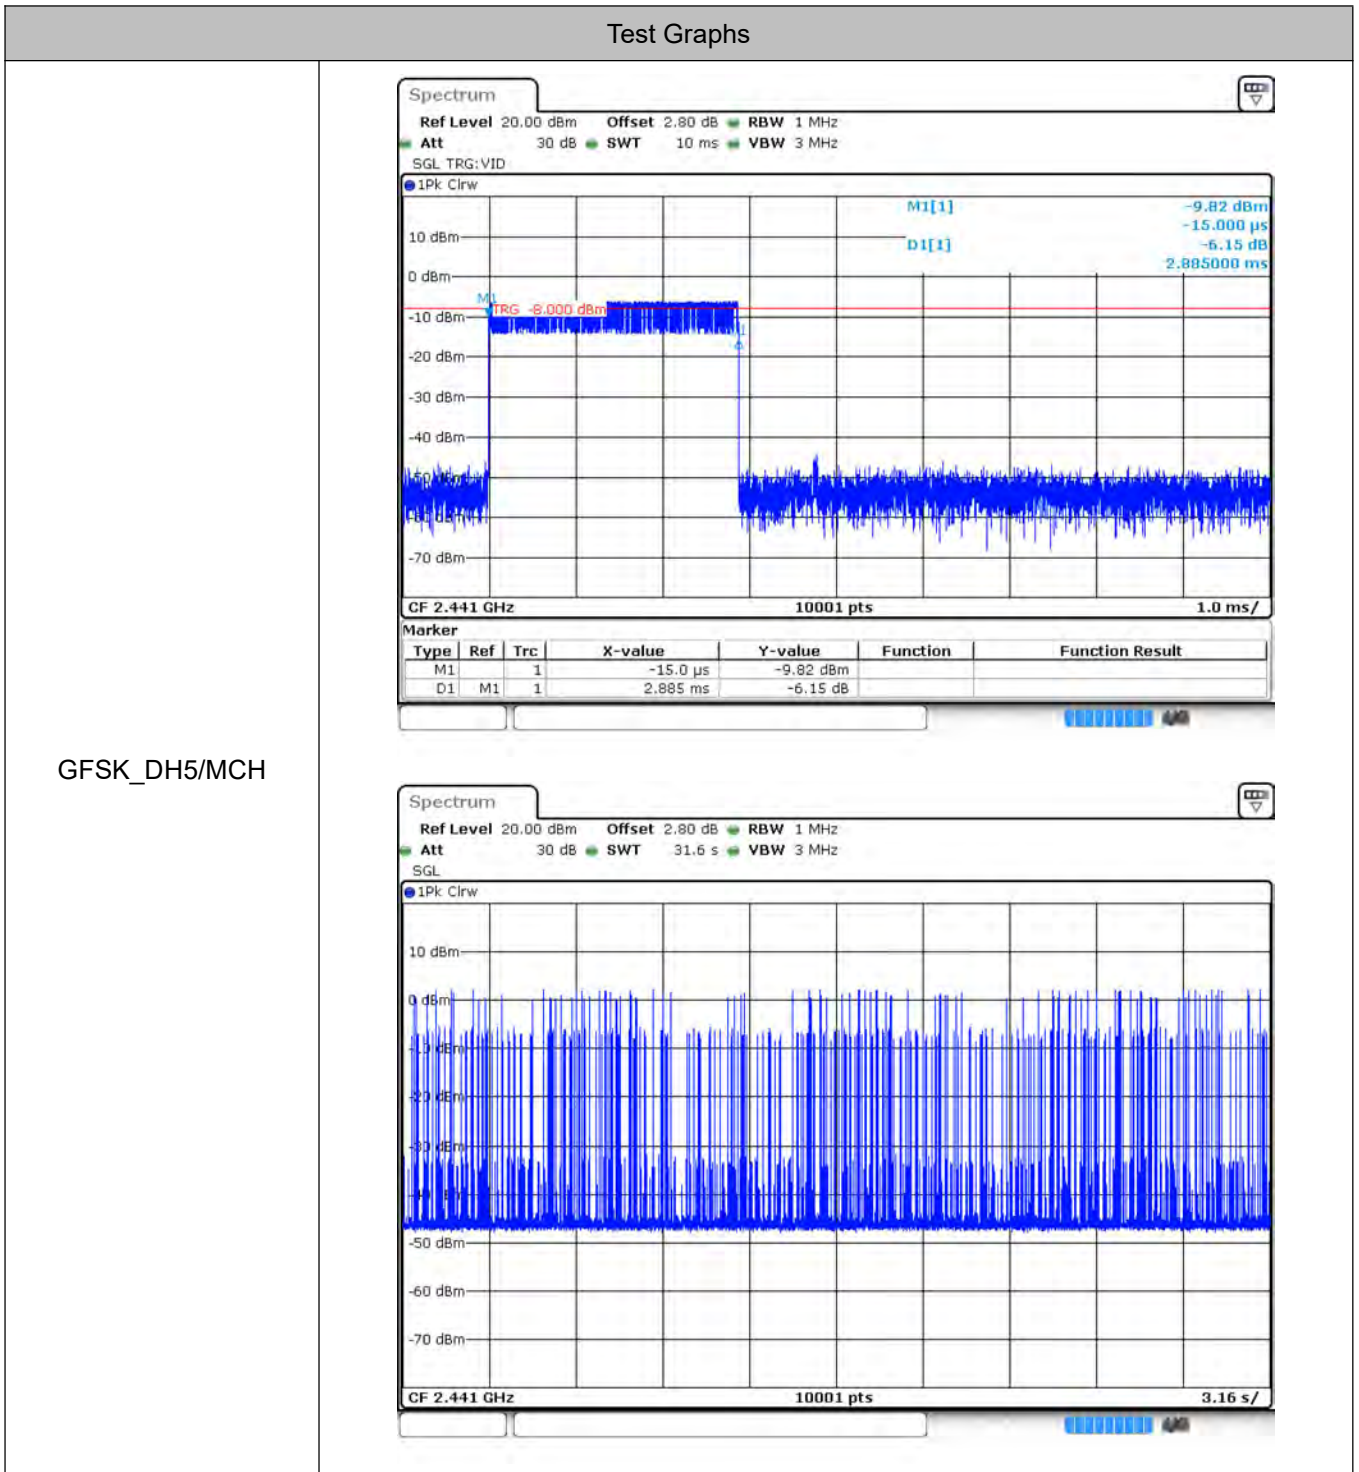 Test Graphs
GFSK_DH5/MCH
Spectrum
Ref Level 20.00 dBm Offset 2.80 dB RBW 1 MHz
Att 30 dB SWT 10 ms VBW 3 MHz
SGL TRG:VID
1Pk Clrw
M1[1] -9.82 dBm
-15.000 µs
D1[1] -6.15 dB
2.885000 ms
10 dBm
0 dBm
M1
TRG -8.000 dBm
-10 dBm
-20 dBm
-30 dBm
-40 dBm
-70 dBm
CF 2.441 GHz 10001 pts 1.0 ms/
Marker
Type Ref Trc X-value Y-value Function Function Result
M1 1 -15.0 µs -9.82 dBm
D1 M1 1 2.885 ms -6.15 dB
Spectrum
Ref Level 20.00 dBm Offset 2.80 dB RBW 1 MHz
Att 30 dB SWT 31.6 s VBW 3 MHz
SGL
1Pk Clrw
10 dBm
0 dBm
-50 dBm
-60 dBm
-70 dBm
CF 2.441 GHz 10001 pts 3.16 s/